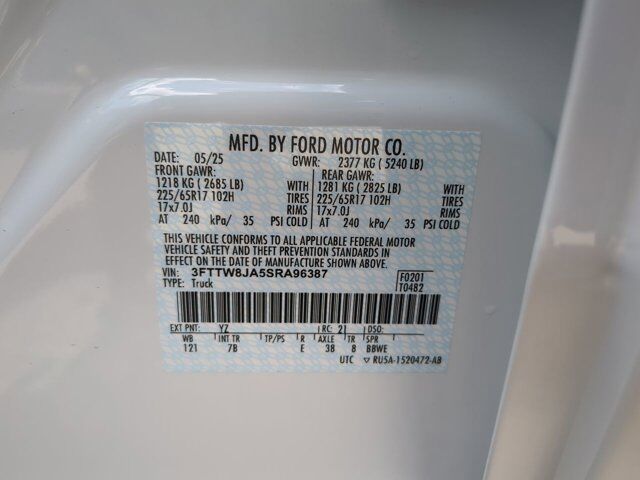 MFD. BY FORD MOTOR CO.
DATE: 05/25 GVWR: 2377 KG ( 5240 LB)
FRONT GAWR: REAR GAWR:
1218 KG ( 2685 LB) WITH 1281 KG ( 2825 LB) WITH
225/65R17 102H TIRES 225/65R17 102H TIRES
17x7.0J RIMS 17x7.0J RIMS
AT 240 kPa/ 35 PSI COLD AT 240 kPa/ 35 PSI COLD
THIS VEHICLE CONFORMS TO ALL APPLICABLE FEDERAL MOTOR
VEHICLE SAFETY AND THEFT PREVENTION STANDARDS IN
EFFECT ON THE DATE OF MANUFACTURE SHOWN ABOVE.
VIN: 3FTTW8JA5SRA96387 F0201
TYPE: Truck T0482
EXT PNT: YZ RC: 21 DSO:
WB INT TR TP/PS R AXLE TR SPR
121 7B E 38 8 BBWE
UTC RU5A-1520472-AB